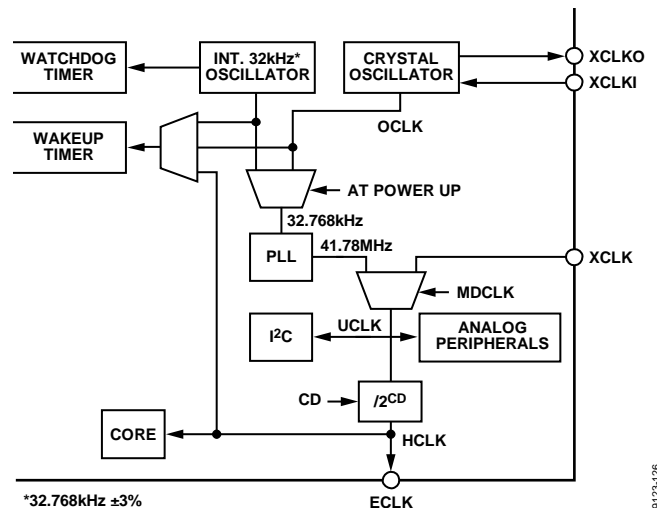 WATCHDOG
TIMER
INT. 32kHz*
OSCILLATOR
CRYSTAL
OSCILLATOR
XCLKO
XCLKI
OCLK
WAKEUP
TIMER
AT POWER UP
32.768kHz
PLL
41.78MHz
XCLK
MDCLK
I²C
UCLK
ANALOG
PERIPHERALS
CD
/2ᶜᴰ
CORE
HCLK
ECLK
*32.768kHz ±3%